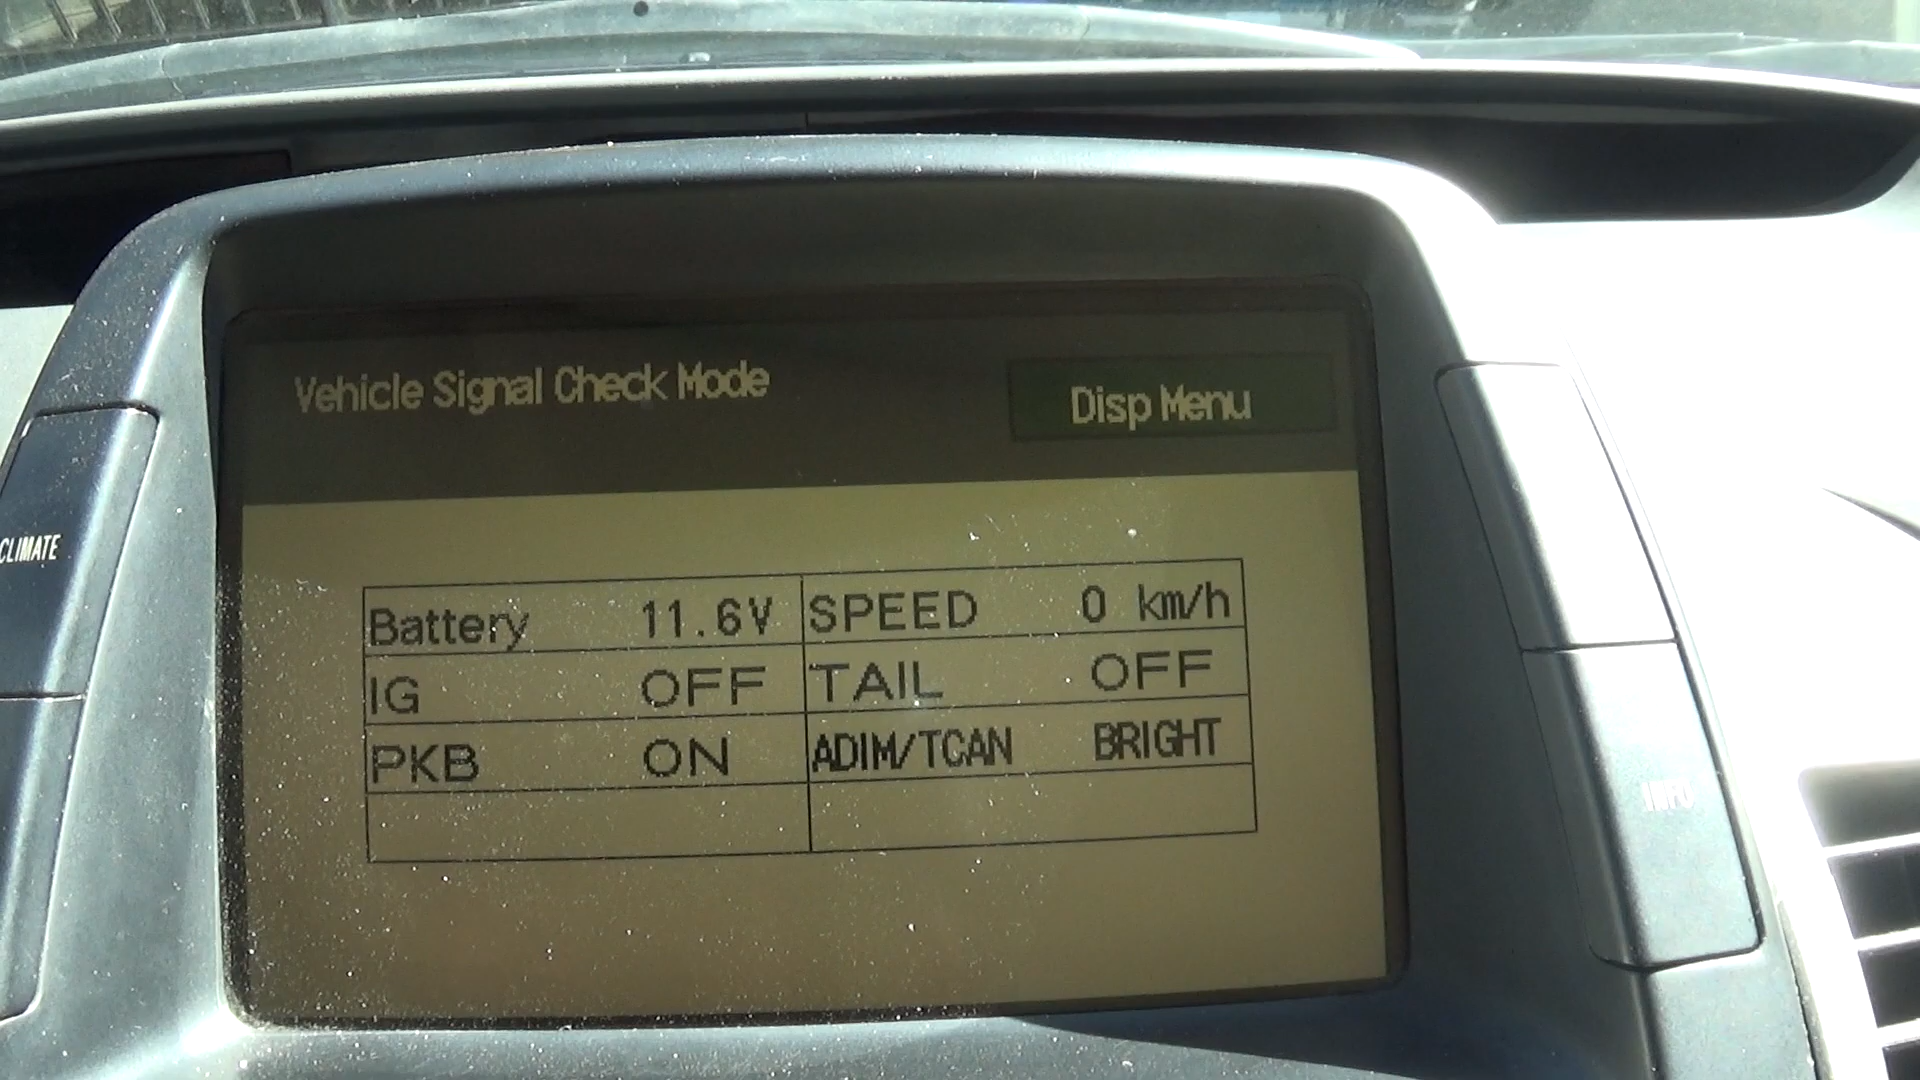 Vehicle Signal Check Mode
Disp Menu
CLIMATE
Battery 11.6V SPEED 0 km/h
IG OFF TAIL OFF
PKB ON ADIM/TCAN BRIGHT
INFO